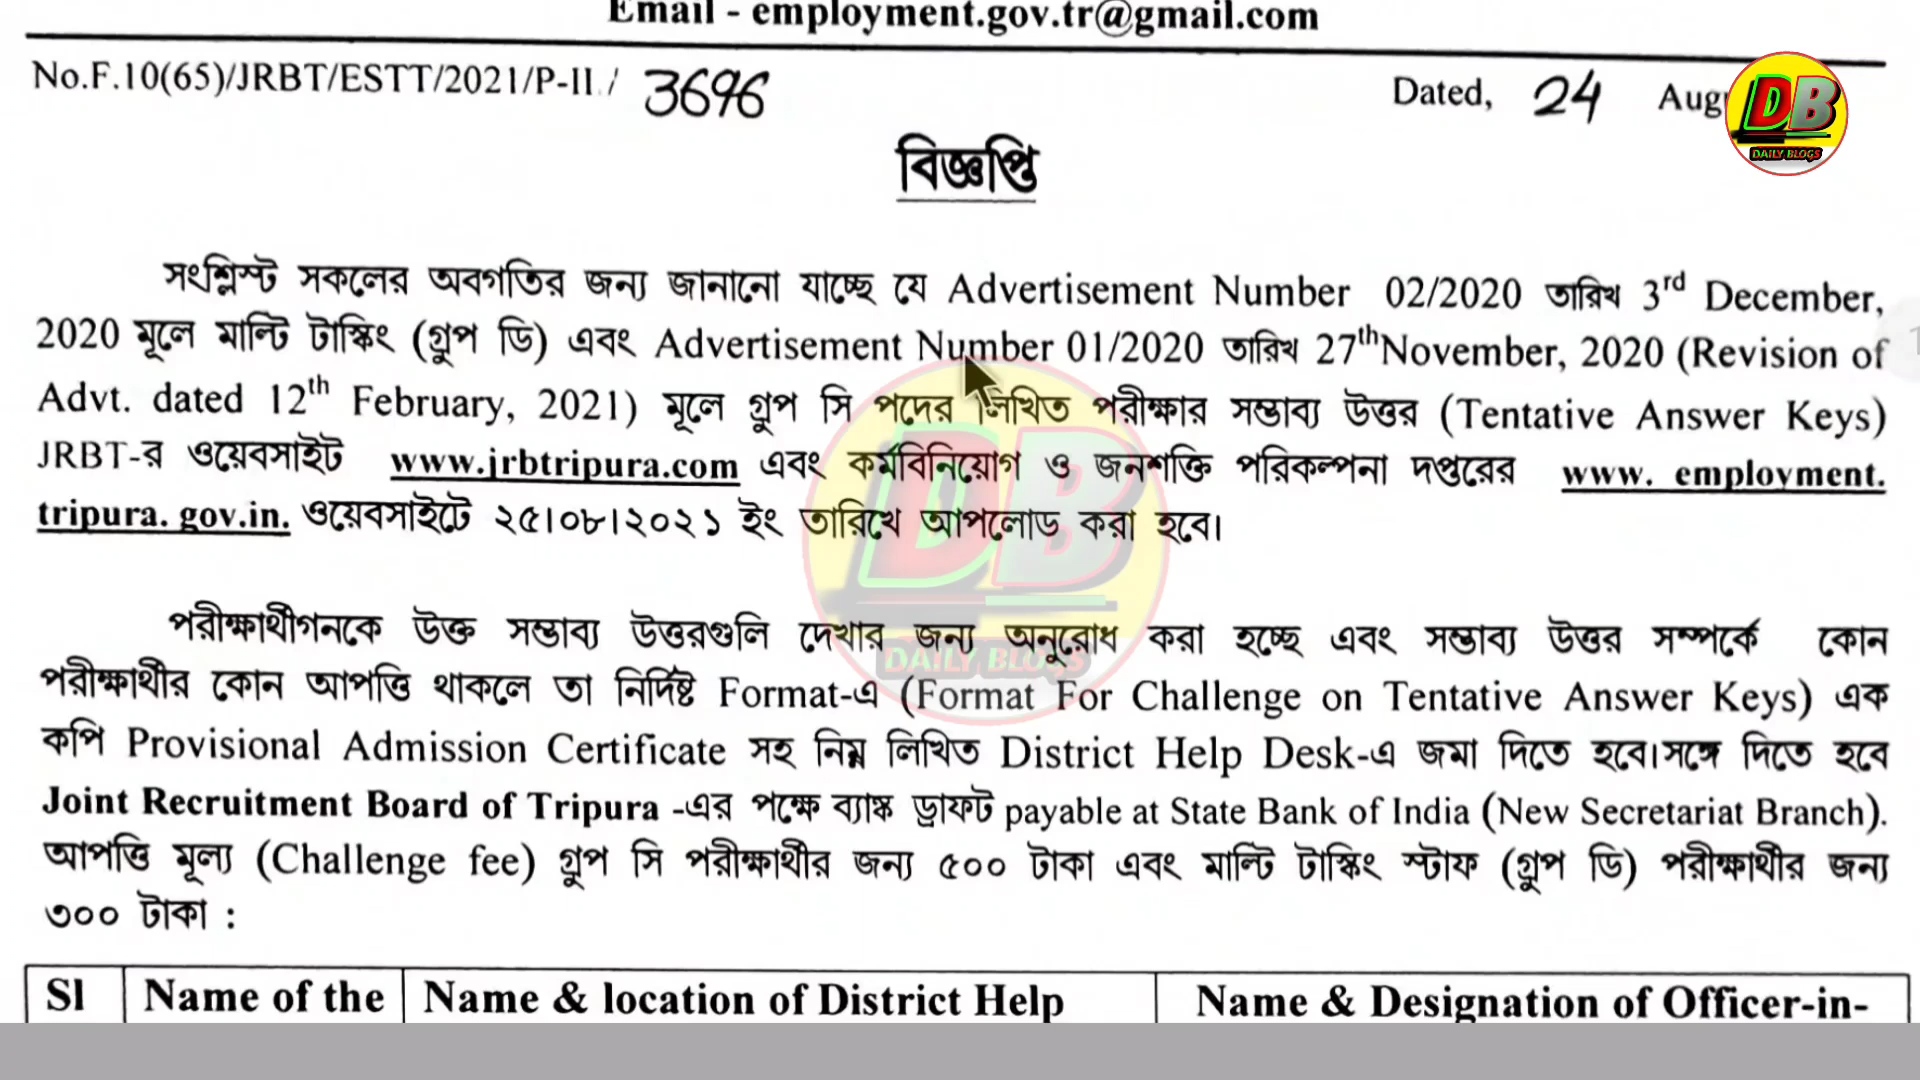 Email - employment.gov.tr@gmail.com
No.F.10(65)/JRBT/ESTT/2021/P-II / 3696 Dated, 24
DB
DAILY BLOGS
বিজ্ঞপ্তি
সংশ্লিস্ট সকলের অবগতির জন্য জানানো যাচ্ছে যে Advertisement Number 02/2020 তারিখ 3rd December,
2020 মূলে মাল্টি টাস্কিং (গ্রুপ ডি) এবং Advertisement Number 01/2020 তারিখ 27th November, 2020 (Revision of
Advt. dated 12th February, 2021) মূলে গ্রুপ সি পদের লিখিত পরীক্ষার সম্ভাব্য উত্তর (Tentative Answer Keys)
JRBT-র ওয়েবসাইট www.jrbtripura.com এবং কর্মবিনিয়োগ ও জনশক্তি পরিকল্পনা দপ্তরের www. employment.
tripura. gov.in. ওয়েবসাইটে ২৫।০৮।২০২১ ইং তারিখে আপলোড করা হবে।
পরীক্ষার্থীগনকে উক্ত সম্ভাব্য উত্তরগুলি দেখার জন্য অনুরোধ করা হচ্ছে এবং সম্ভাব্য উত্তর সম্পর্কে কোন
পরীক্ষার্থীর কোন আপত্তি থাকলে তা নির্দিষ্ট Format-এ (Format For Challenge on Tentative Answer Keys) এক
কপি Provisional Admission Certificate সহ নিম্ন লিখিত District Help Desk-এ জমা দিতে হবে।সঙ্গে দিতে হবে
Joint Recruitment Board of Tripura -এর পক্ষে ব্যাঙ্ক ড্রাফট payable at State Bank of India (New Secretariat Branch).
আপত্তি মূল্য (Challenge fee) গ্রুপ সি পরীক্ষার্থীর জন্য ৫০০ টাকা এবং মাল্টি টাস্কিং স্টাফ (গ্রুপ ডি) পরীক্ষার্থীর জন্য
৩০০ টাকা :
DB
DAILY BLOGS
Sl Name of the Name & location of District Help Name & Designation of Officer-in-